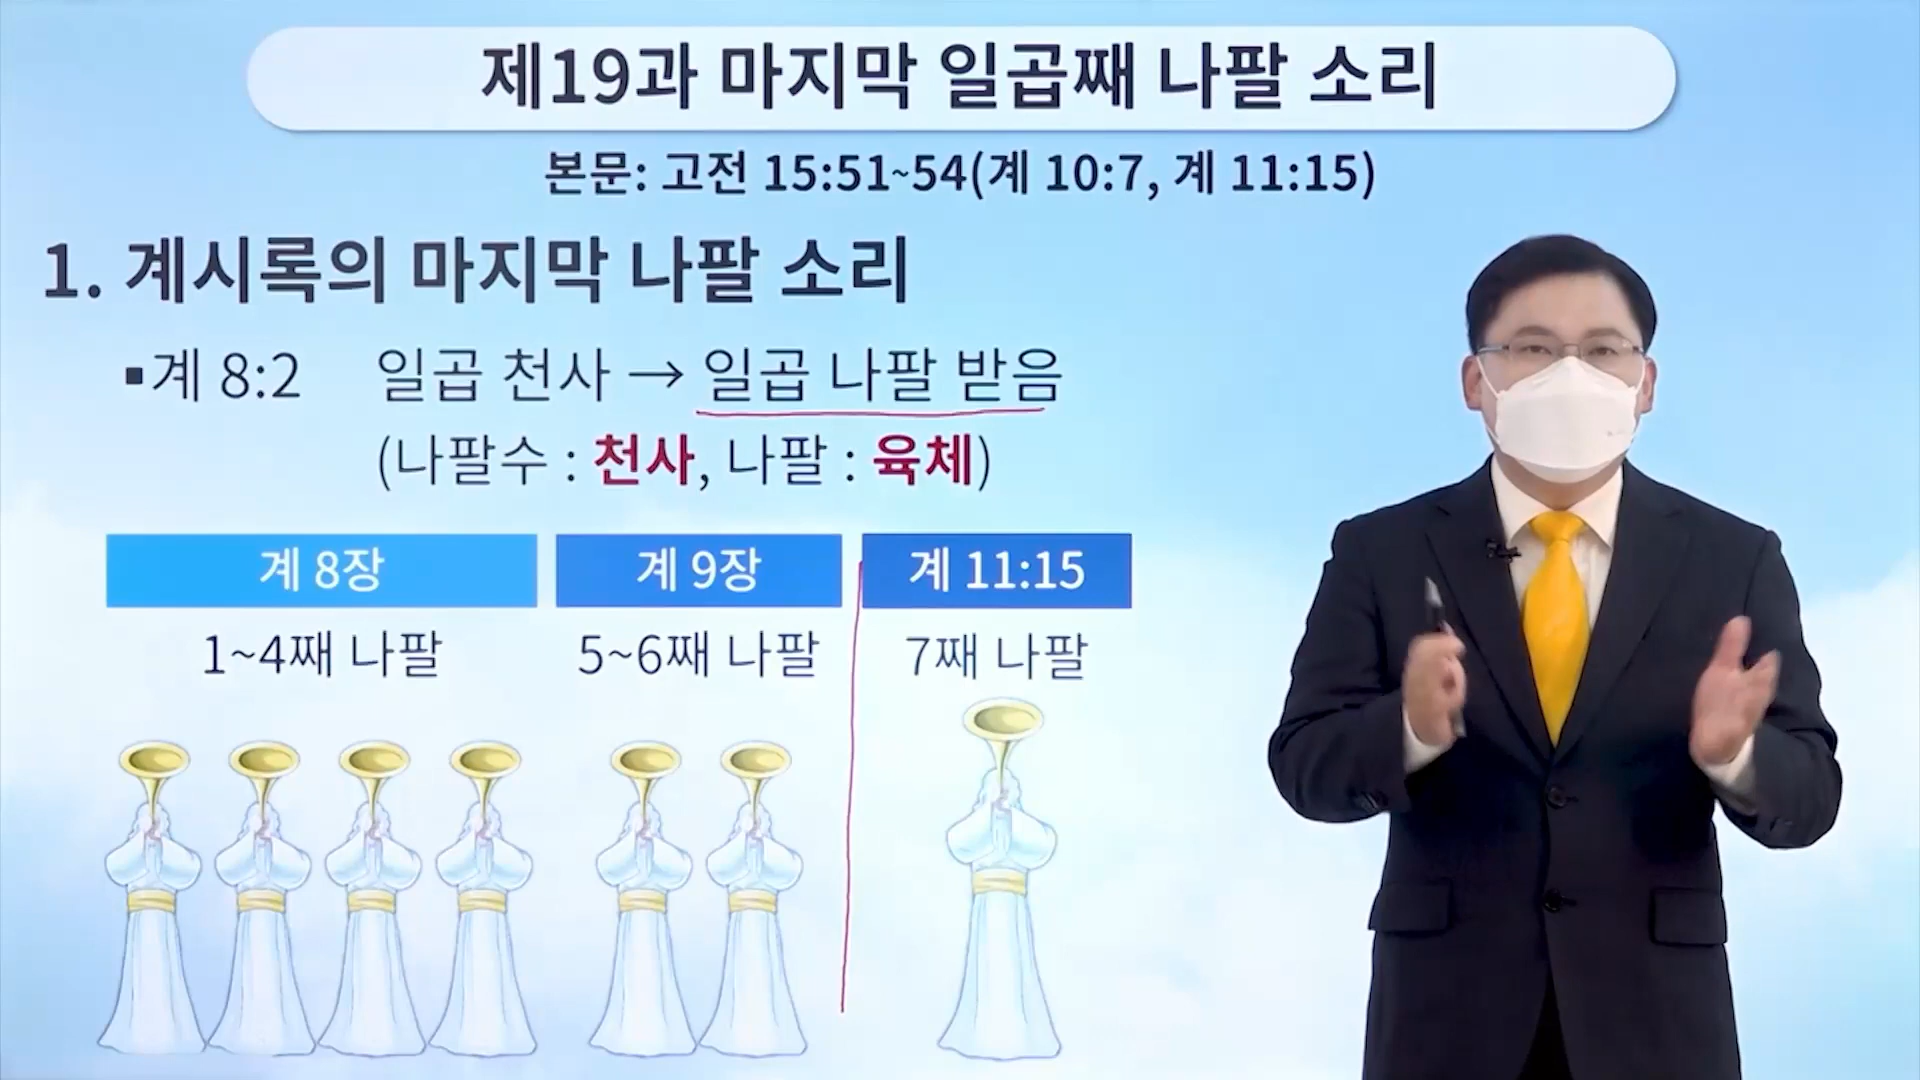 제19과 마지막 일곱째 나팔 소리
본문: 고전 15:51~54(계 10:7, 계 11:15)
1. 계시록의 마지막 나팔 소리
▪계 8:2 일곱 천사 → 일곱 나팔 받음
(나팔수 : 천사, 나팔 : 육체)
계 8장 계 9장 계 11:15
1~4째 나팔 5~6째 나팔 7째 나팔